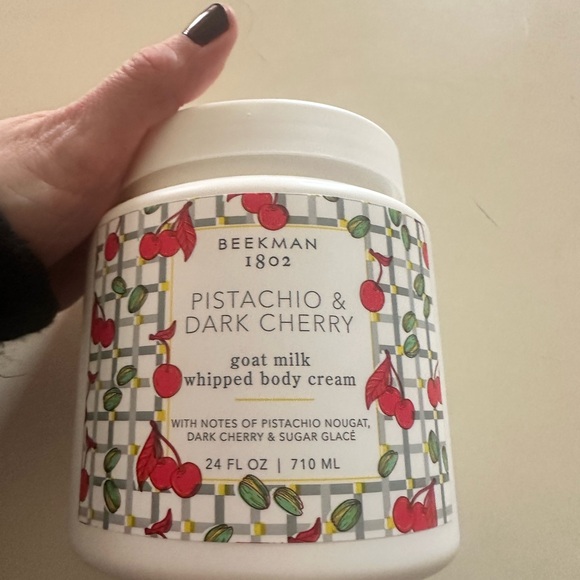 BEEKMAN
1802
PISTACHIO &
DARK CHERRY
goat milk
whipped body cream
WITH NOTES OF PISTACHIO NOUGAT,
DARK CHERRY & SUGAR GLACÉ
24 FL OZ | 710 ML